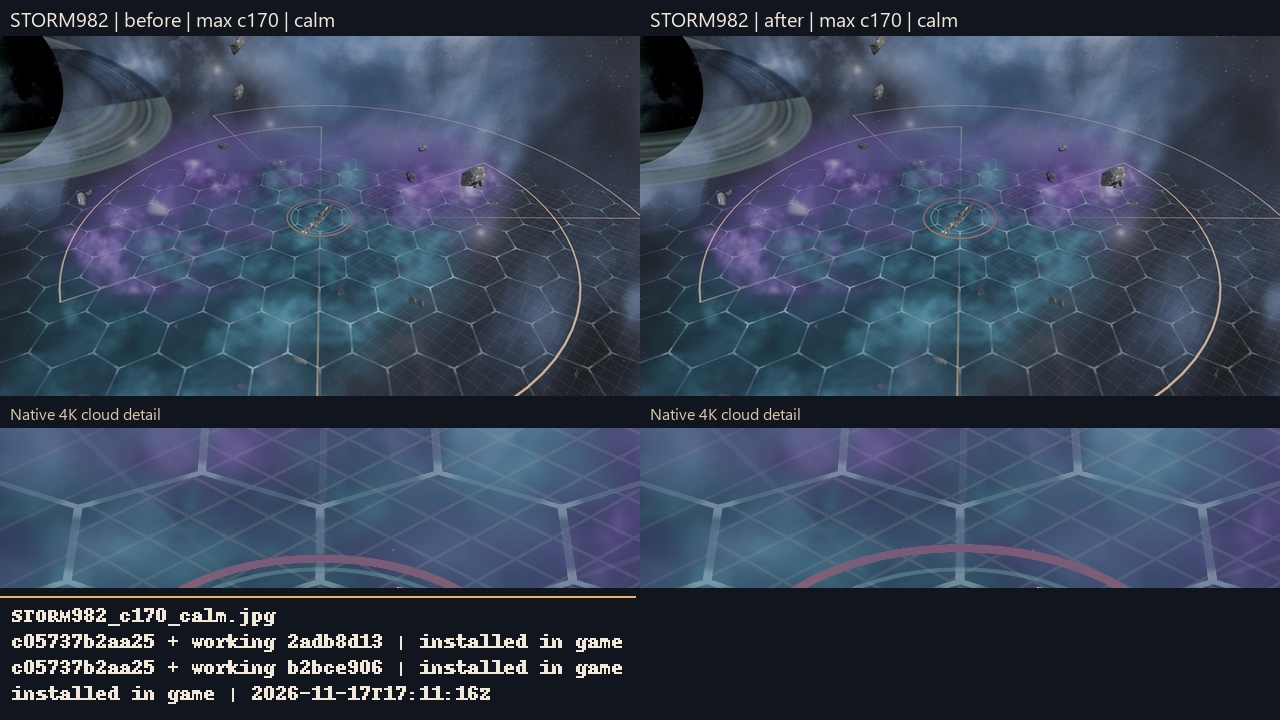 STORM982 | before | max c170 | calm
STORM982 | after | max c170 | calm
Native 4K cloud detail
Native 4K cloud detail
STORM982_c170_calm.jpg
c05737b2aa25 + working 2adb8d13 | installed in game
c05737b2aa25 + working b2bce906 | installed in game
installed in game | 2026-11-17T17:11:16Z